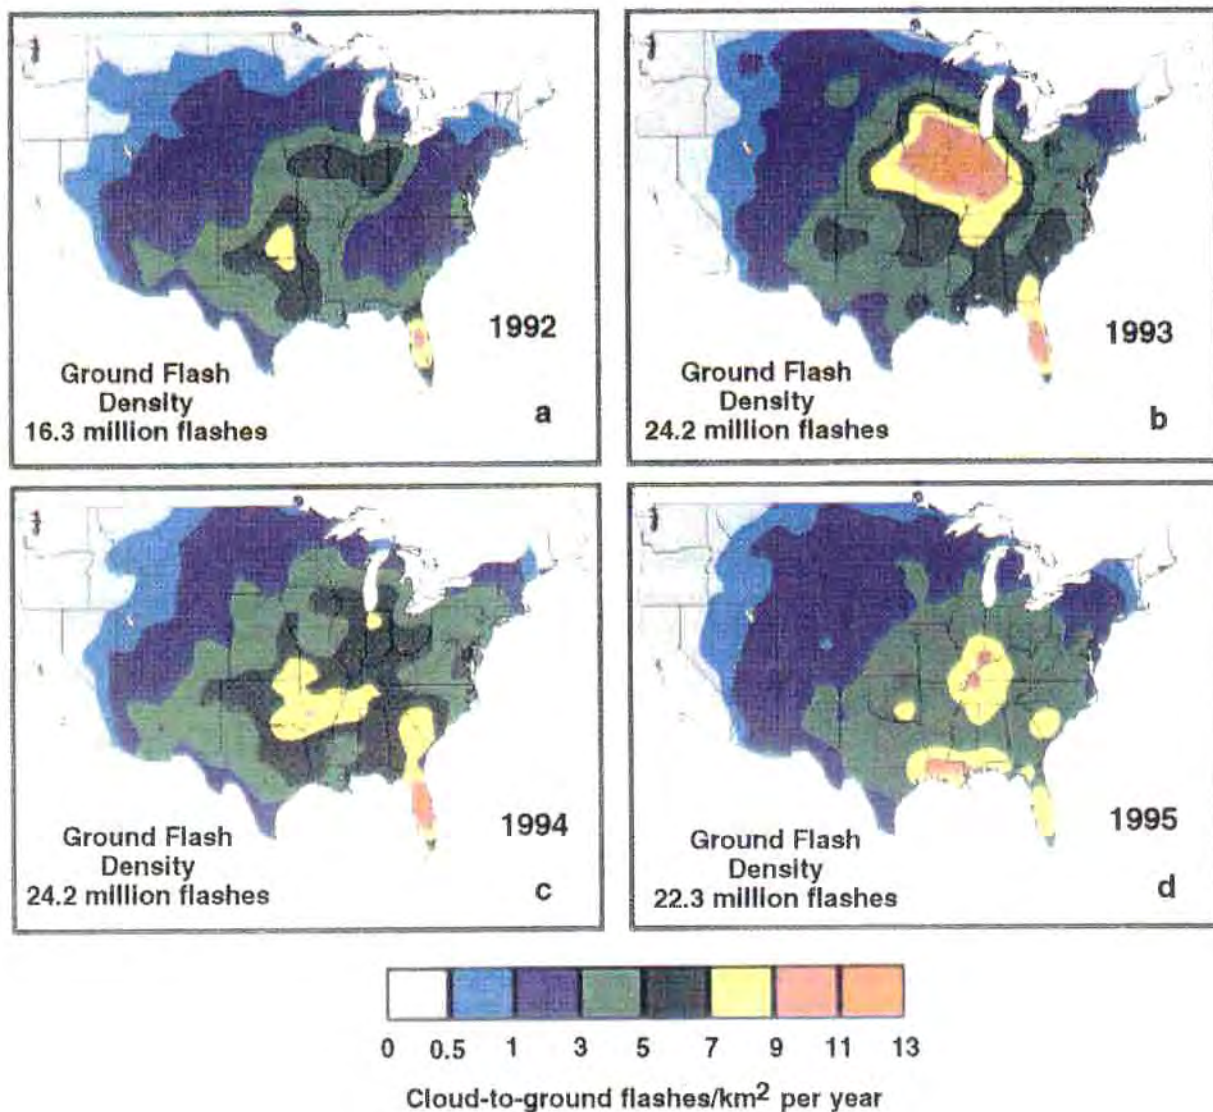 1992
Ground Flash
Density
16.3 million flashes
a
1993
Ground Flash
Density
24.2 million flashes
b
1994
Ground Flash
Density
24.2 million flashes
c
1995
Ground Flash
Density
22.3 million flashes
d
0 0.5 1 3 5 7 9 11 13
Cloud-to-ground flashes/km2 per year